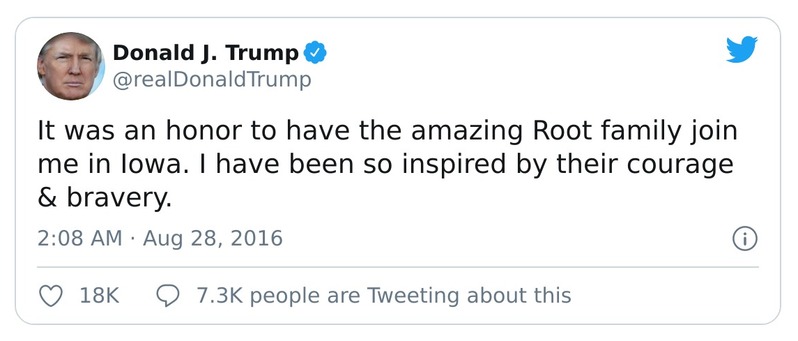 Donald J. Trump
@realDonaldTrump
It was an honor to have the amazing Root family join
me in Iowa. I have been so inspired by their courage
& bravery.
2:08 AM · Aug 28, 2016
18K 7.3K people are Tweeting about this